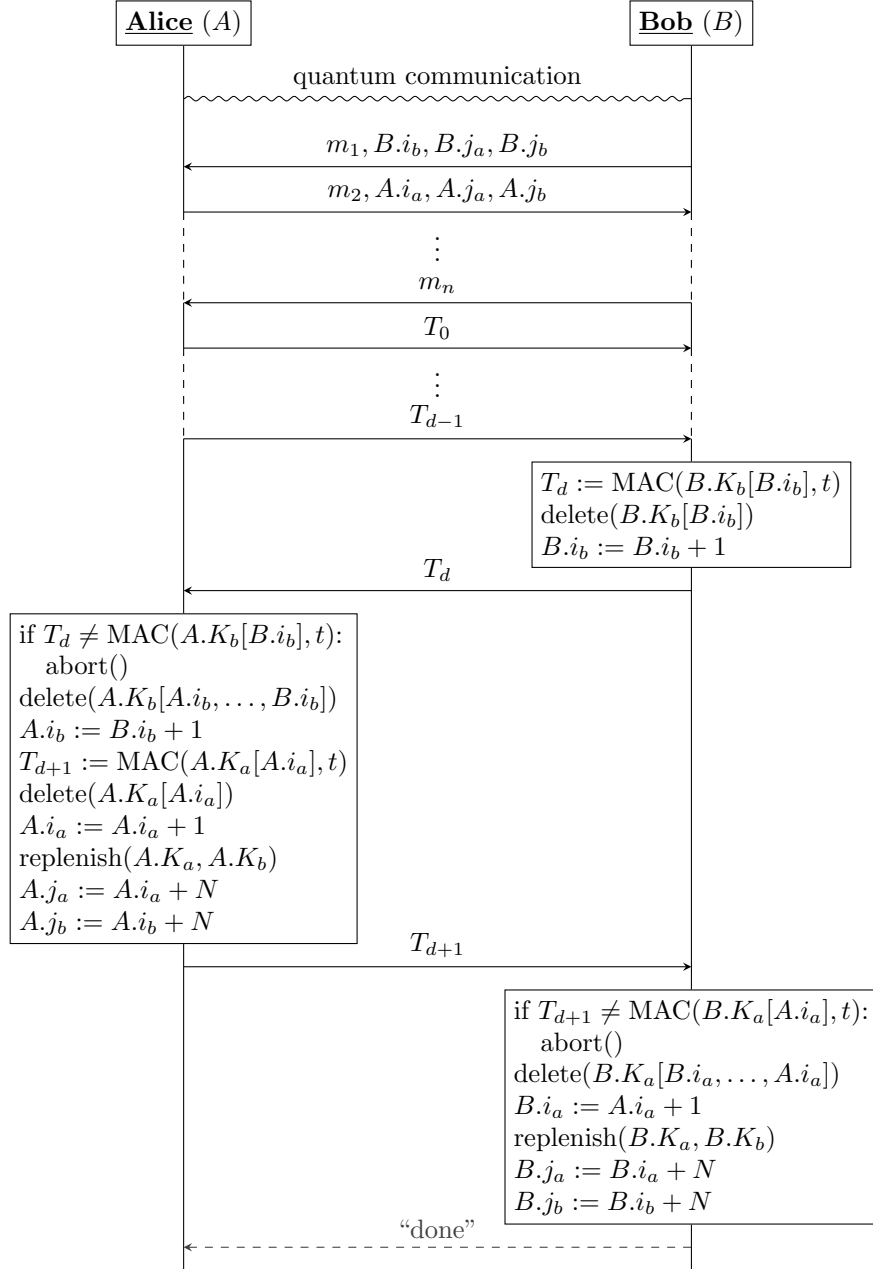 Alice (A)
Bob (B)
quantum communication
m₁, B.i_b, B.j_a, B.j_b
m₂, A.i_a, A.j_a, A.j_b
⋮
m_n
T₀
⋮
T_{d−1}
T_d := MAC(B.K_b[B.i_b], t)
delete(B.K_b[B.i_b])
B.i_b := B.i_b + 1
T_d
if T_d ≠ MAC(A.K_b[B.i_b], t):
abort()
delete(A.K_b[A.i_b, . . . , B.i_b])
A.i_b := B.i_b + 1
T_{d+1} := MAC(A.K_a[A.i_a], t)
delete(A.K_a[A.i_a])
A.i_a := A.i_a + 1
replenish(A.K_a, A.K_b)
A.j_a := A.i_a + N
A.j_b := A.i_b + N
T_{d+1}
if T_{d+1} ≠ MAC(B.K_a[A.i_a], t):
abort()
delete(B.K_a[B.i_a, . . . , A.i_a])
B.i_a := A.i_a + 1
replenish(B.K_a, B.K_b)
B.j_a := B.i_a + N
B.j_b := B.i_b + N
“done”